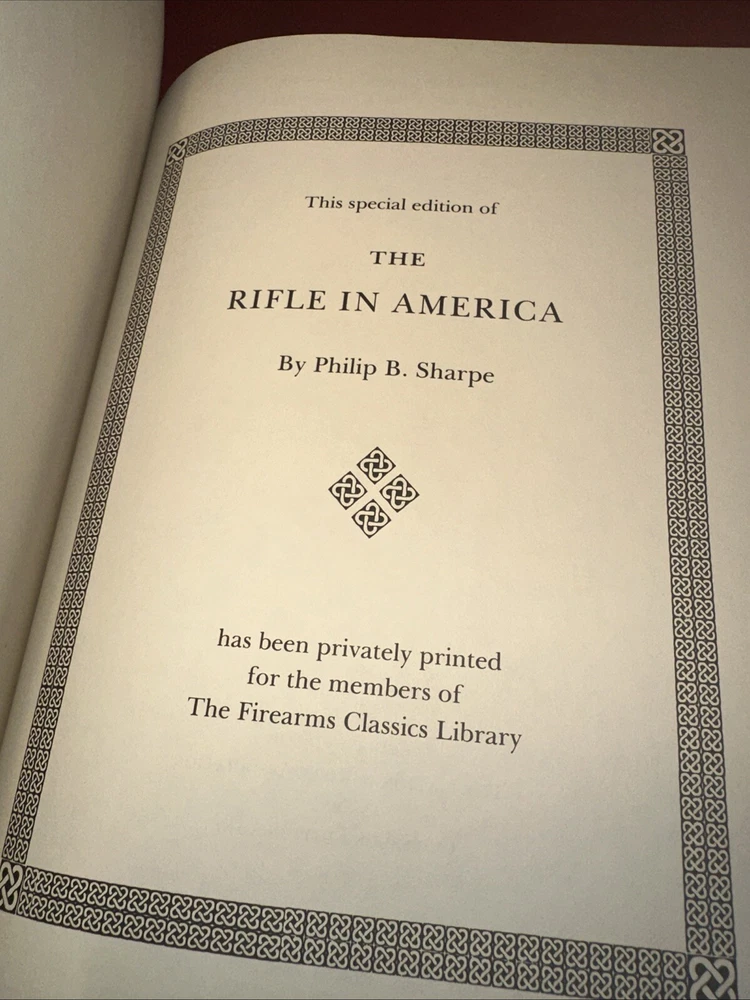 This special edition of
THE
RIFLE IN AMERICA
By Philip B. Sharpe
has been privately printed
for the members of
The Firearms Classics Library